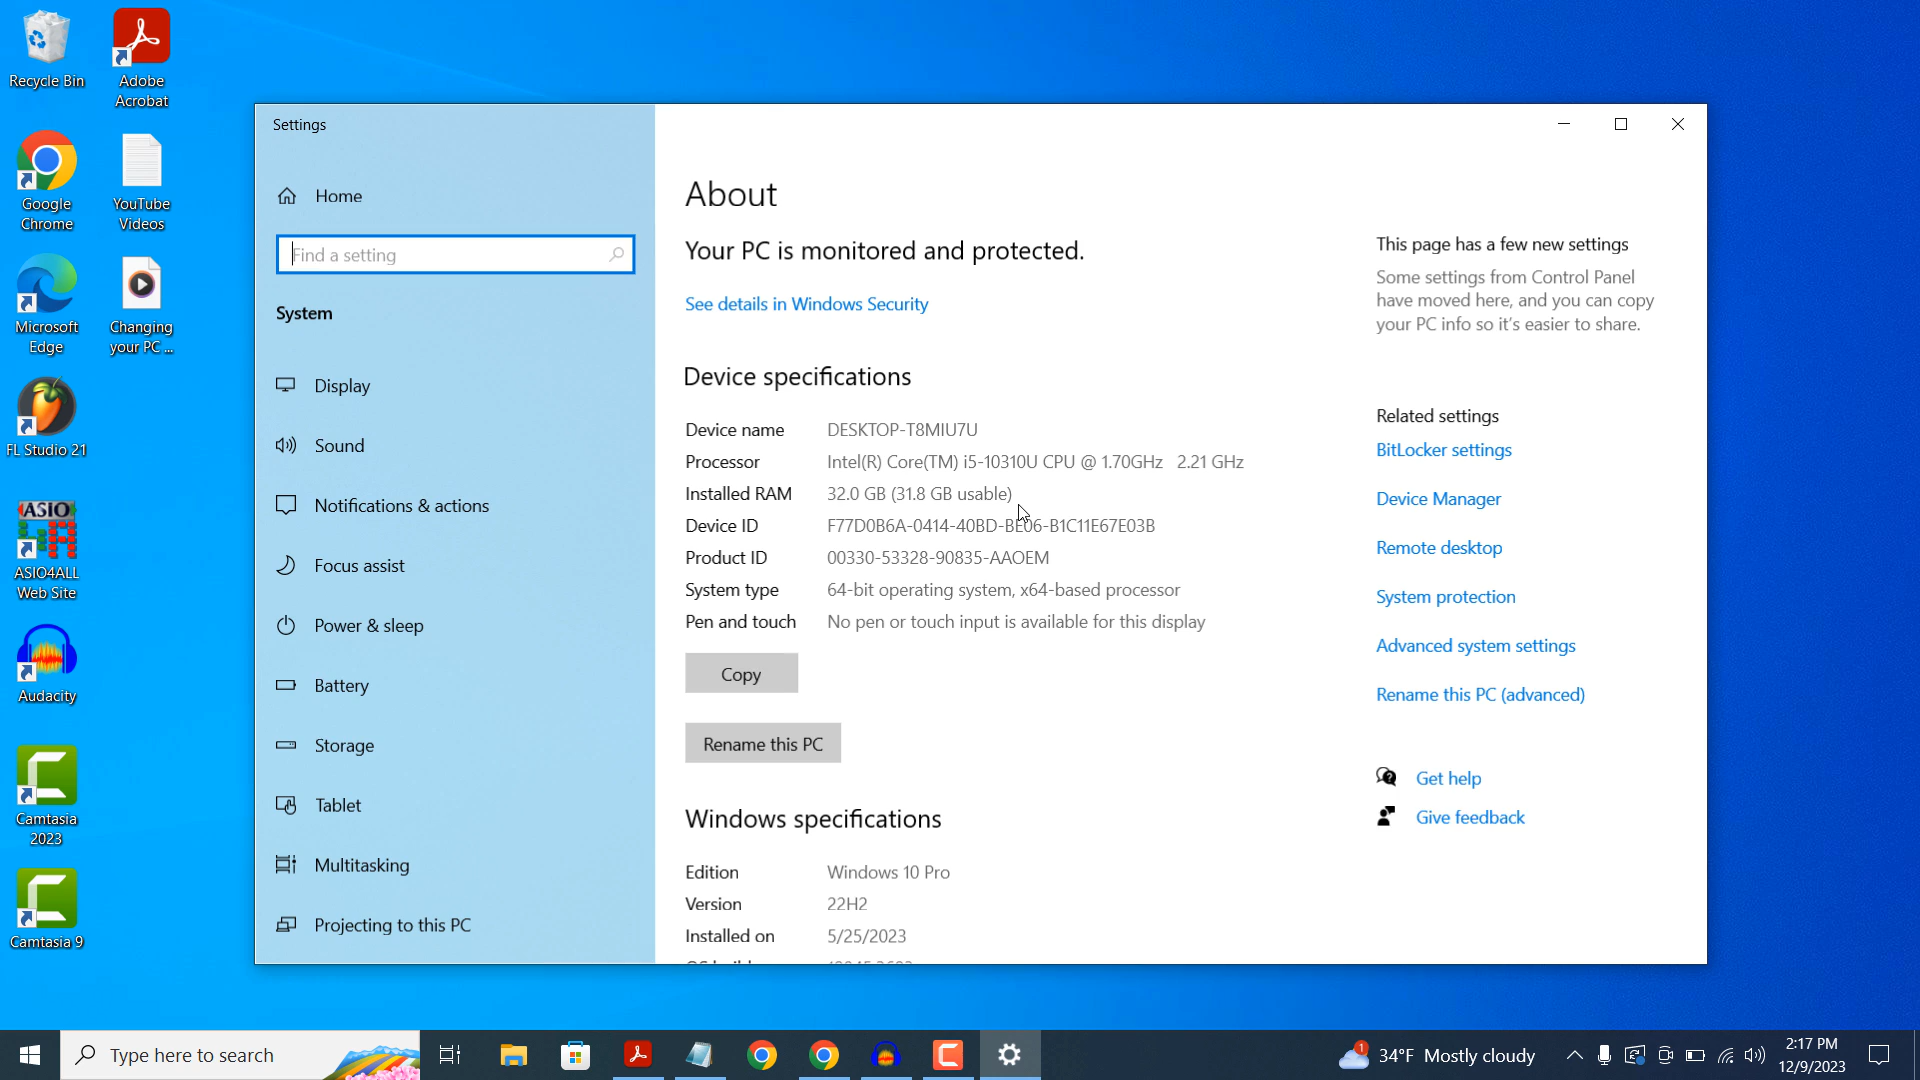 Recycle Bin
Adobe
Acrobat
Google
Chrome
YouTube
Videos
Microsoft
Edge
Changing
your PC ...
FL Studio 21
ASIO
ASIO4ALL
Web Site
Audacity
Camtasia
2023
Camtasia 9
Settings
Home
Find a setting
System
Display
Sound
Notifications & actions
Focus assist
Power & sleep
Battery
Storage
Tablet
Multitasking
Projecting to this PC
About
Your PC is monitored and protected.
See details in Windows Security
Device specifications
Device name DESKTOP-T8MIU7U
Processor Intel(R) Core(TM) i5-10310U CPU @ 1.70GHz 2.21 GHz
Installed RAM 32.0 GB (31.8 GB usable)
Device ID F77D0B6A-0414-40BD-BE06-B1C11E67E03B
Product ID 00330-53328-90835-AAOEM
System type 64-bit operating system, x64-based processor
Pen and touch No pen or touch input is available for this display
Copy
Rename this PC
Windows specifications
Edition Windows 10 Pro
Version 22H2
Installed on 5/25/2023
This page has a few new settings
Some settings from Control Panel
have moved here, and you can copy
your PC info so it's easier to share.
Related settings
BitLocker settings
Device Manager
Remote desktop
System protection
Advanced system settings
Rename this PC (advanced)
Get help
Give feedback
Type here to search
1
34°F Mostly cloudy
2:17 PM
12/9/2023